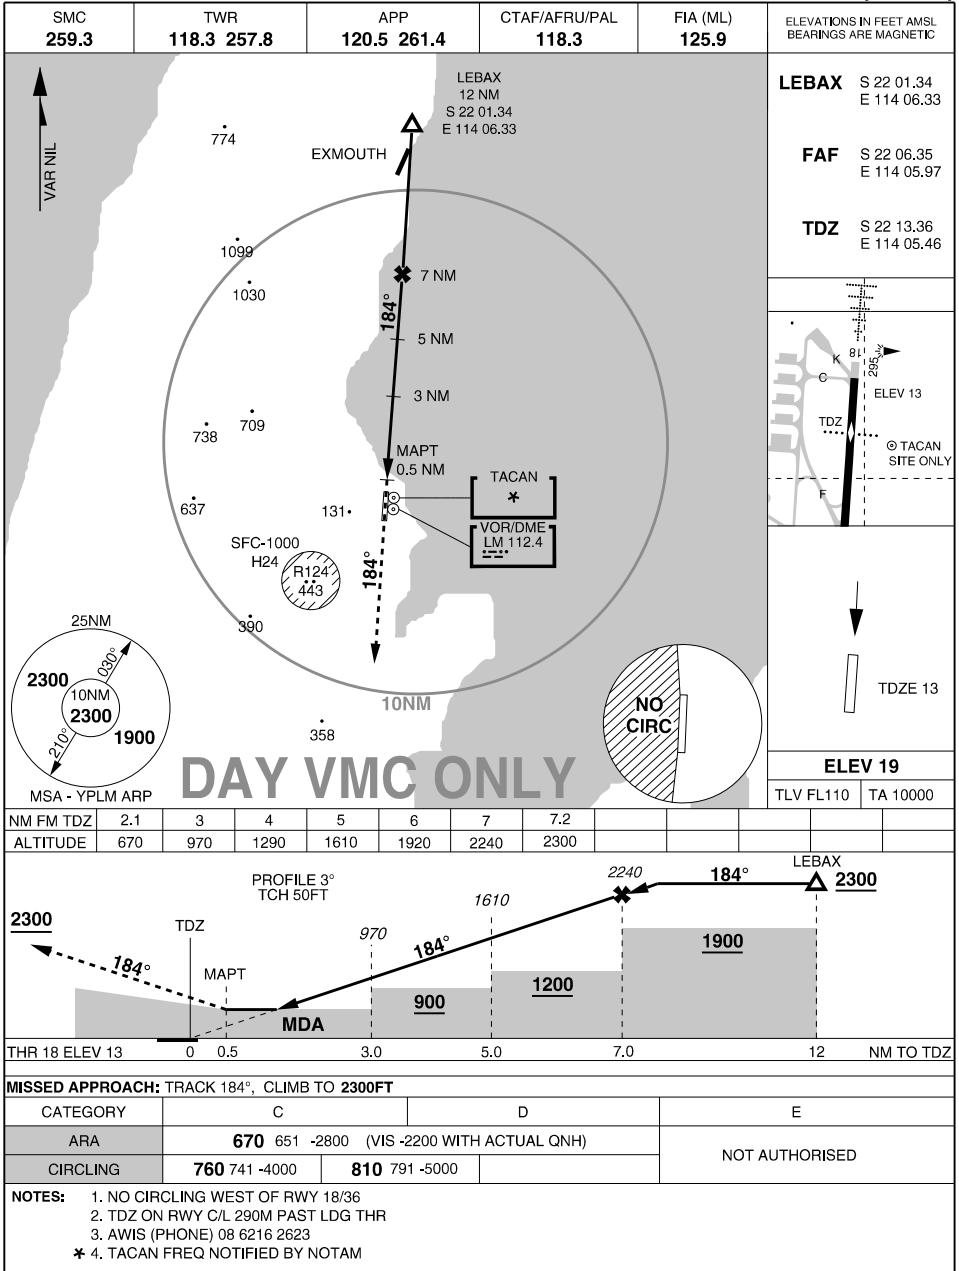 SMC TWR APP CTAF/AFRU/PAL FIA (ML)
259.3 118.3 257.8 120.5 261.4 118.3 125.9
ELEVATIONS IN FEET AMSL
BEARINGS ARE MAGNETIC
LEBAX S 22 01.34
E 114 06.33
FAF S 22 06.35
E 114 05.97
TDZ S 22 13.36
E 114 05.46
VAR NIL
LEBAX
12 NM
S 22 01.34
E 114 06.33
774
EXMOUTH
1099
1030
7 NM
184°
5 NM
3 NM
709
738
MAPT
0.5 NM
TACAN
*
637
131
VOR/DME
LM 112.4
SFC-1000
H24
R124
443
184°
390
10NM
358
25NM
2300
030°
10NM
2300
210°
1900
MSA - YPLM ARP
NO
CIRC
DAY VMC ONLY
18
K
C
295
ELEV 13
TDZ
TACAN
SITE ONLY
F
TDZE 13
ELEV 19
TLV FL110 TA 10000
NM FM TDZ 2.1 3 4 5 6 7 7.2
ALTITUDE 670 970 1290 1610 1920 2240 2300
PROFILE 3°
TCH 50FT
LEBAX
2240 184° 2300
1610
2300
TDZ
970
184°
1900
184°
MAPT
1200
900
MDA
THR 18 ELEV 13 0 0.5 3.0 5.0 7.0 12 NM TO TDZ
MISSED APPROACH: TRACK 184°, CLIMB TO 2300FT
CATEGORY C D E
ARA 670 651 -2800 (VIS -2200 WITH ACTUAL QNH)
NOT AUTHORISED
CIRCLING 760 741 -4000 810 791 -5000
NOTES: 1. NO CIRCLING WEST OF RWY 18/36
2. TDZ ON RWY C/L 290M PAST LDG THR
3. AWIS (PHONE) 08 6216 2623
* 4. TACAN FREQ NOTIFIED BY NOTAM